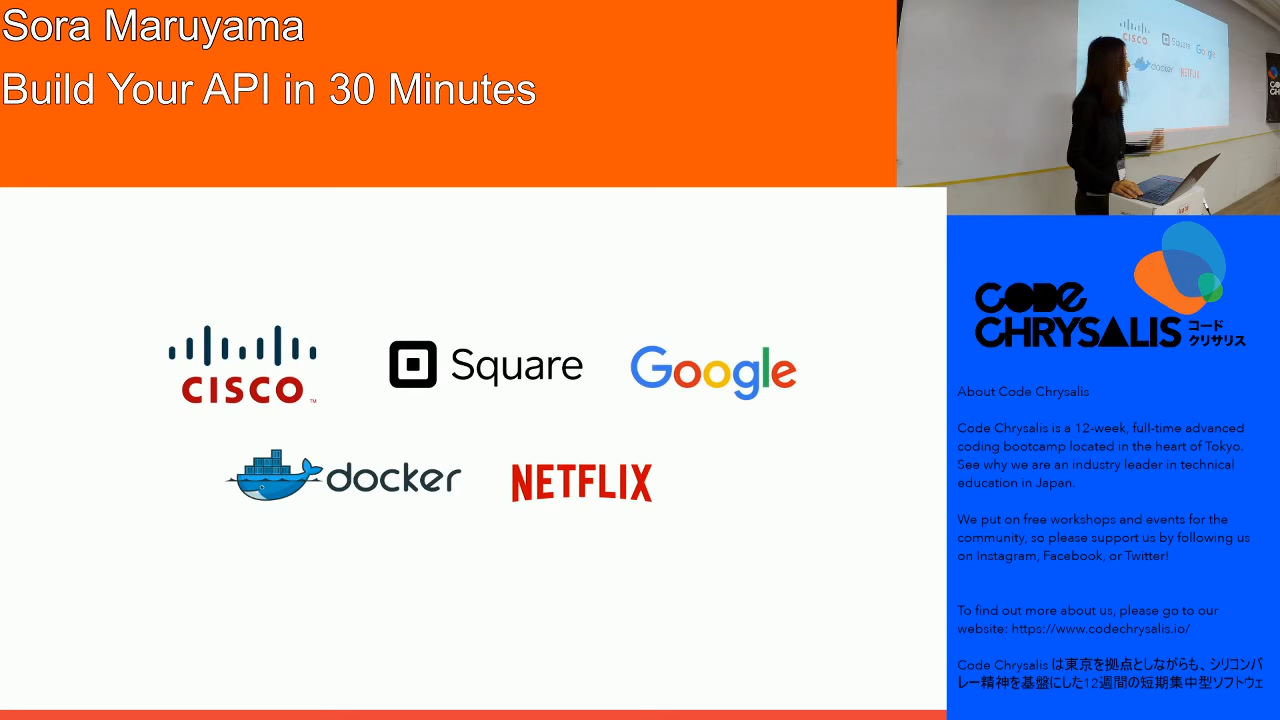 Sora Maruyama
Build Your API in 30 Minutes
CISCO
Square
Google
docker
NETFLIX
CISCO
Square
Google
docker
NETFLIX
CODE
CHRYSALIS
コード
クリサリス
About Code Chrysalis
Code Chrysalis is a 12-week, full-time advanced
coding bootcamp located in the heart of Tokyo.
See why we are an industry leader in technical
education in Japan.
We put on free workshops and events for the
community, so please support us by following us
on Instagram, Facebook, or Twitter!
To find out more about us, please go to our
website: https://www.codechrysalis.io/
Code Chrysalis は東京を拠点としながらも、シリコンバ
レー精神を基盤にした12週間の短期集中型ソフトウェ